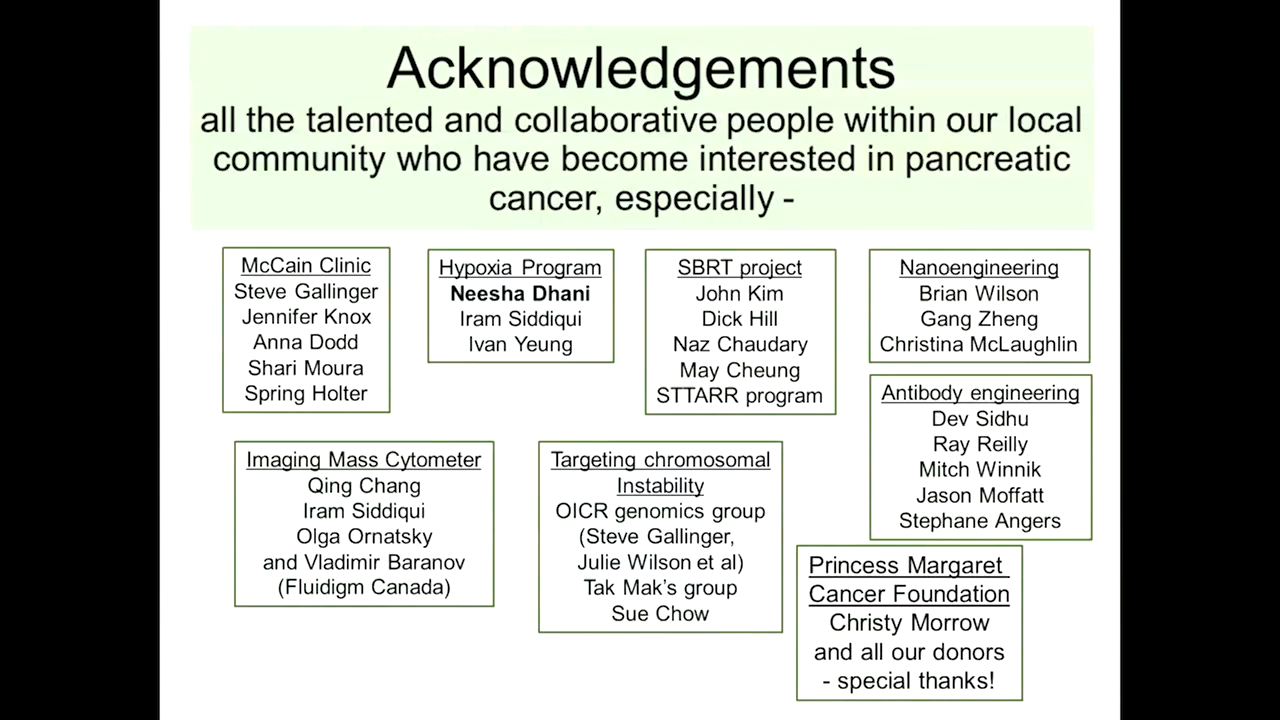 Acknowledgements
all the talented and collaborative people within our local
community who have become interested in pancreatic
cancer, especially -
McCain Clinic
Steve Gallinger
Jennifer Knox
Anna Dodd
Shari Moura
Spring Holter
Hypoxia Program
Neesha Dhani
Iram Siddiqui
Ivan Yeung
SBRT project
John Kim
Dick Hill
Naz Chaudary
May Cheung
STTARR program
Nanoengineering
Brian Wilson
Gang Zheng
Christina McLaughlin
Antibody engineering
Dev Sidhu
Ray Reilly
Mitch Winnik
Jason Moffatt
Stephane Angers
Imaging Mass Cytometer
Qing Chang
Iram Siddiqui
Olga Ornatsky
and Vladimir Baranov
(Fluidigm Canada)
Targeting chromosomal
Instability
OICR genomics group
(Steve Gallinger,
Julie Wilson et al)
Tak Mak's group
Sue Chow
Princess Margaret
Cancer Foundation
Christy Morrow
and all our donors
- special thanks!